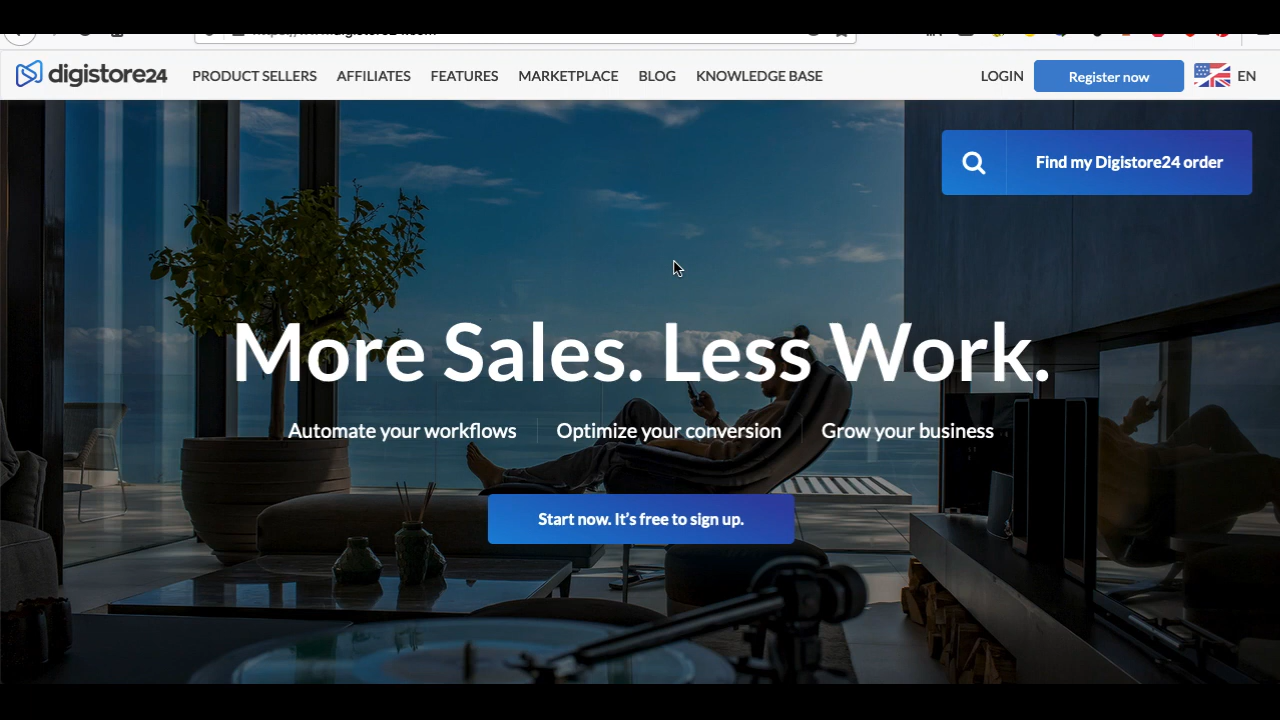 digistore24
PRODUCT SELLERS
AFFILIATES
FEATURES
MARKETPLACE
BLOG
KNOWLEDGE BASE
LOGIN
Register now
EN
Find my Digistore24 order
More Sales. Less Work.
Automate your workflows
Optimize your conversion
Grow your business
Start now. It’s free to sign up.